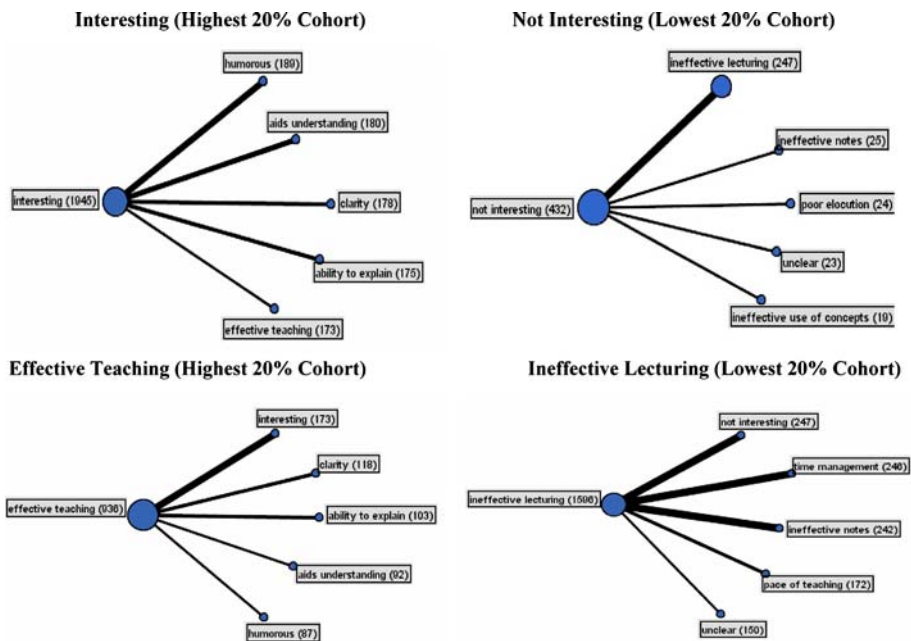 Interesting (Highest 20% Cohort)
humorous (189)
aids understanding (180)
interesting (1945)
clarity (178)
ability to explain (175)
effective teaching (173)
Not Interesting (Lowest 20% Cohort)
ineffective lecturing (247)
ineffective notes (25)
not interesting (432)
poor elocution (24)
unclear (23)
ineffective use of concepts (19)
Effective Teaching (Highest 20% Cohort)
interesting (173)
clarity (118)
effective teaching (936)
ability to explain (103)
aids understanding (92)
humorous (87)
Ineffective Lecturing (Lowest 20% Cohort)
not interesting (247)
time management (246)
ineffective lecturing (1586)
ineffective notes (242)
pace of teaching (172)
unclear (150)